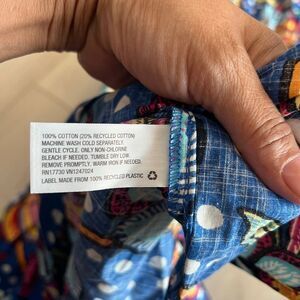 100% COTTON (20% RECYCLED COTTON)
MACHINE WASH COLD SEPARATELY.
GENTLE CYCLE. ONLY NON-CHLORINE
BLEACH IF NEEDED. TUMBLE DRY LOW.
REMOVE PROMPTLY. WARM IRON IF NEEDED.
RN17730 VN1247024
LABEL MADE FROM 100% RECYCLED PLASTIC